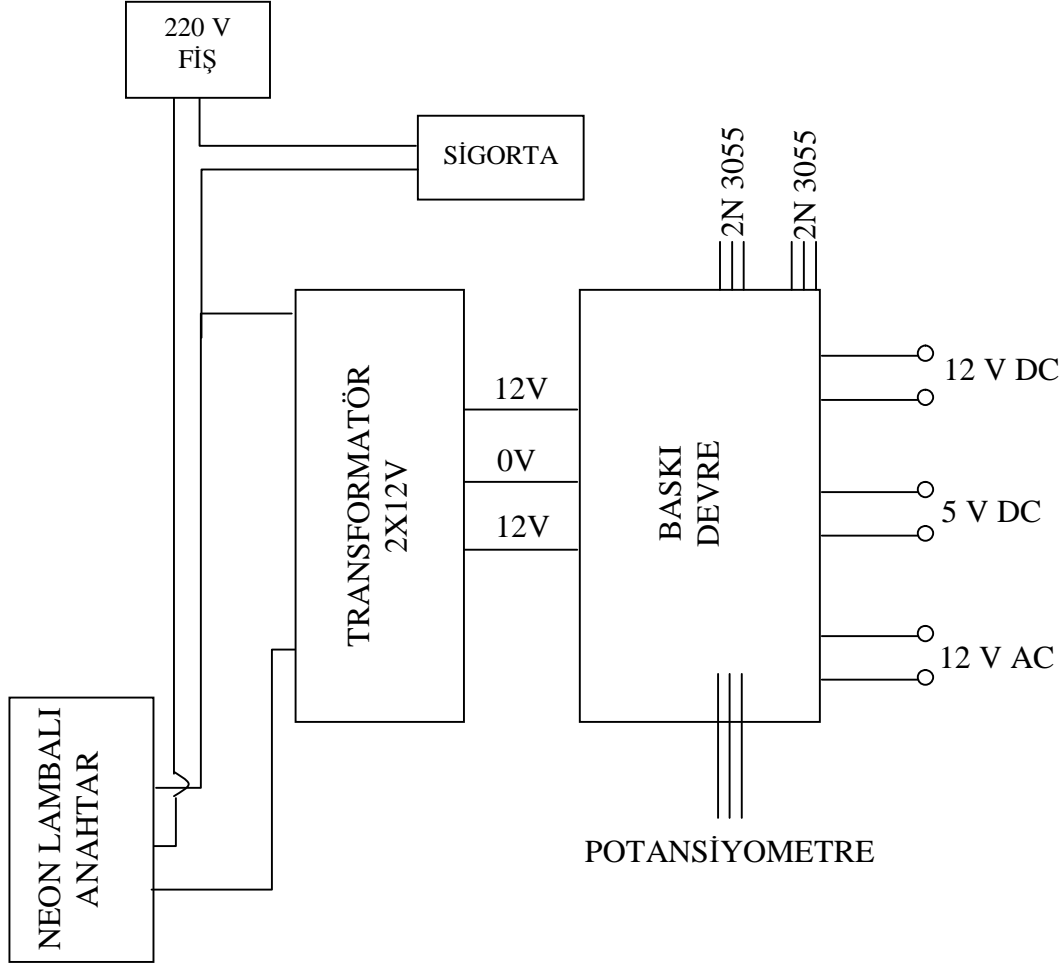 220 V
FİŞ
SİGORTA
2N 3055
2N 3055
TRANSFORMATÖR
2X12V
12V
0V
12V
BASKI
DEVRE
12 V DC
5 V DC
12 V AC
NEON LAMBALI
ANAHTAR
POTANSİYOMETRE